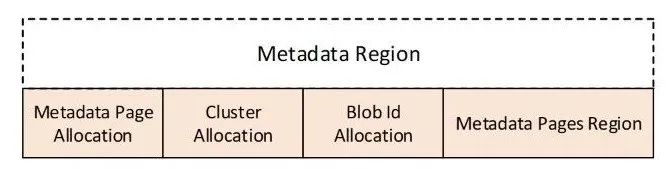 Metadata Region
Metadata Page
Allocation
Cluster
Allocation
Blob Id
Allocation
Metadata Pages Region